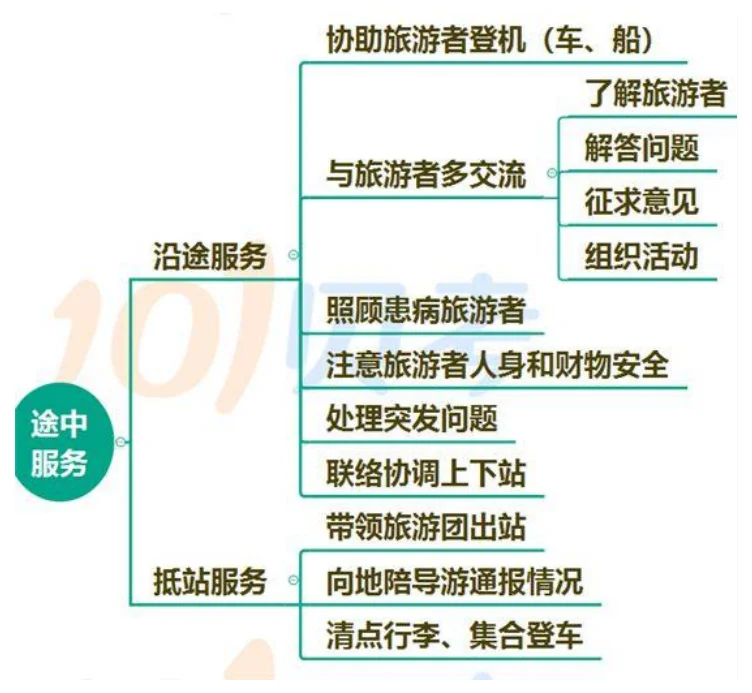 途中
服务
沿途服务
协助旅游者登机（车、船）
与旅游者多交流
了解旅游者
解答问题
征求意见
组织活动
照顾患病旅游者
注意旅游者人身和财物安全
处理突发问题
联络协调上下站
抵站服务
带领旅游团出站
向地陪导游通报情况
清点行李、集合登车
101贝考